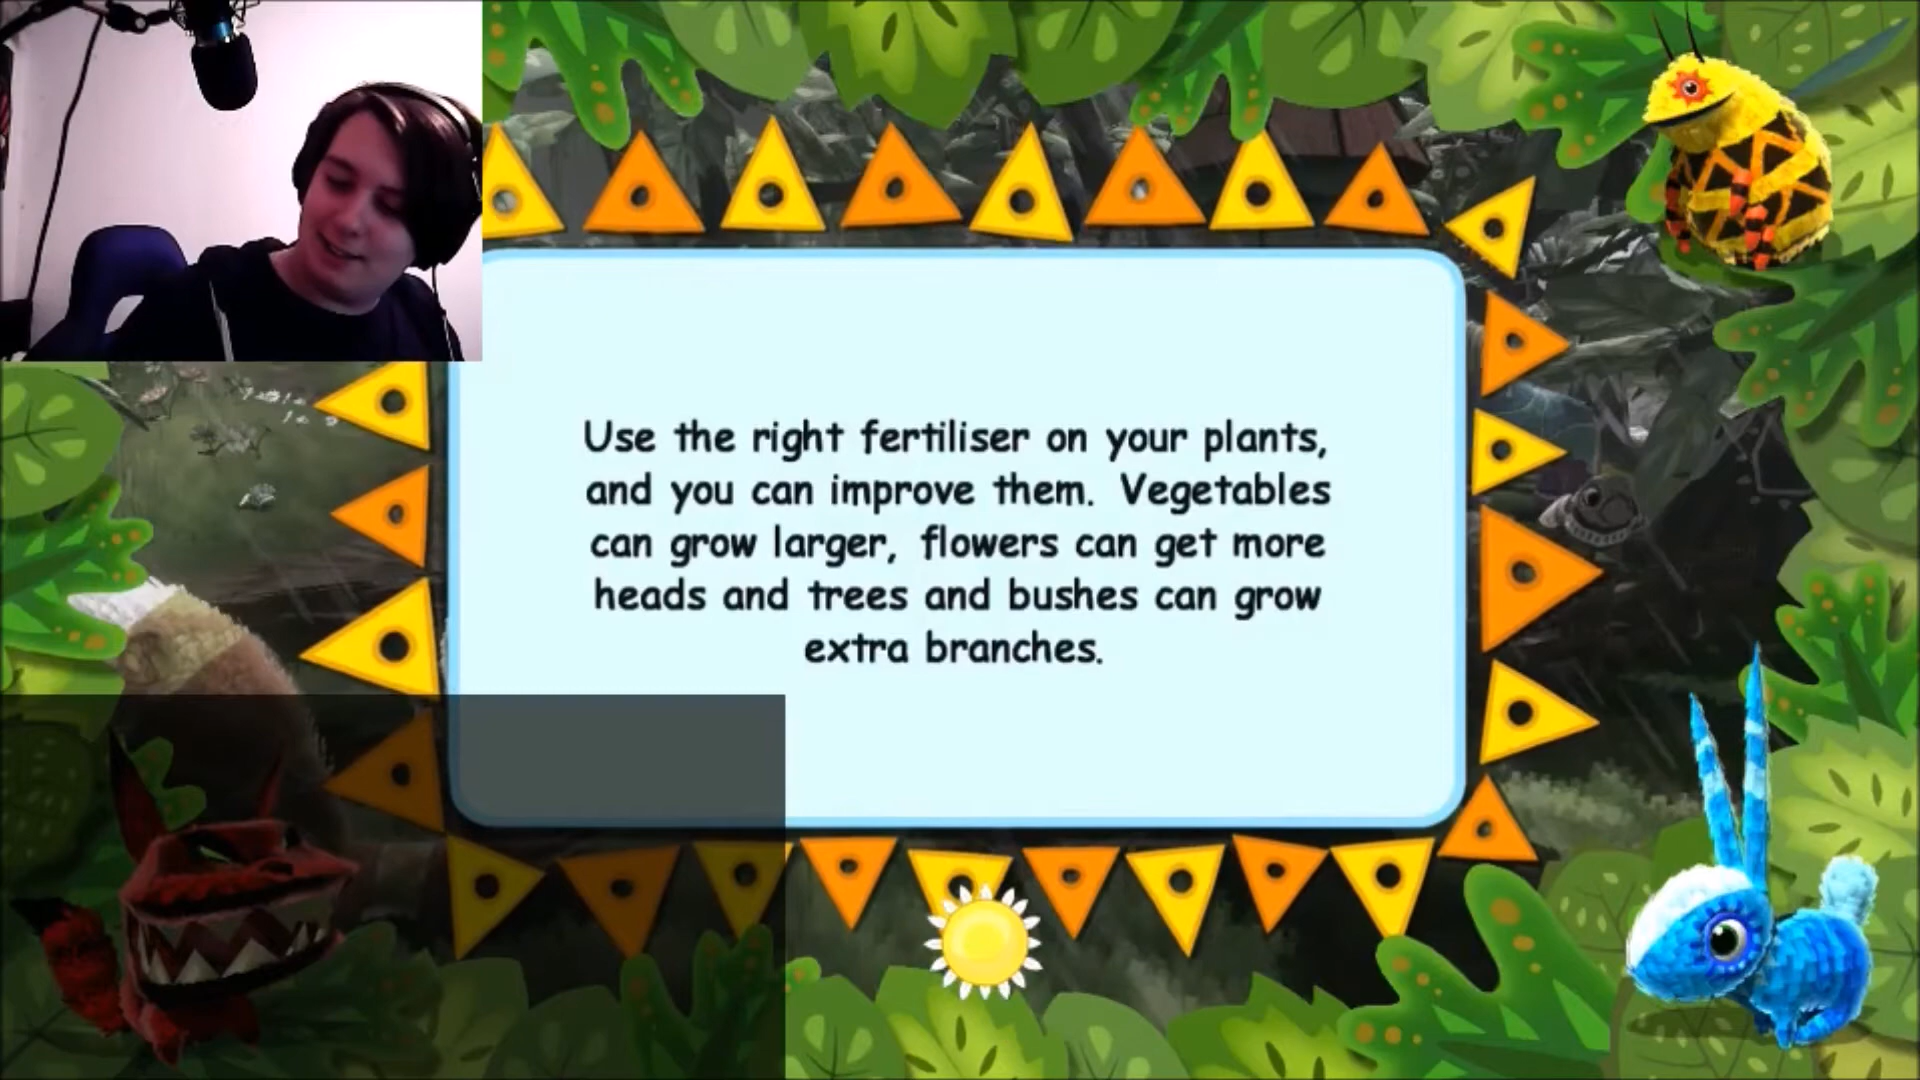 Use the right fertiliser on your plants,
and you can improve them. Vegetables
can grow larger, flowers can get more
heads and trees and bushes can grow
extra branches.